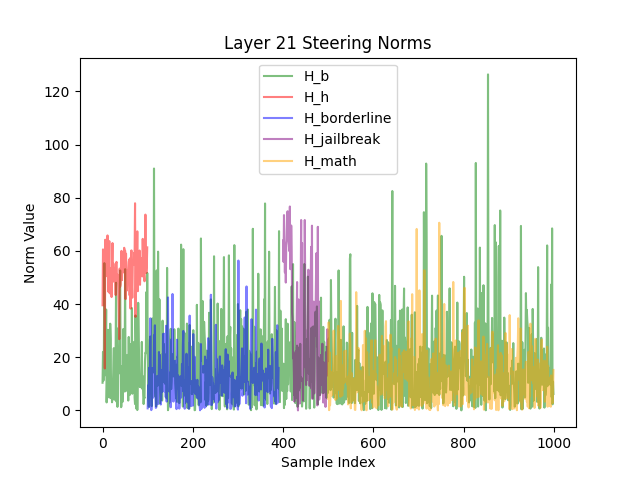 Layer 21 Steering Norms
H_b
H_h
H_borderline
H_jailbreak
H_math
Norm Value
120
100
80
60
40
20
0
0
200
400
600
800
1000
Sample Index